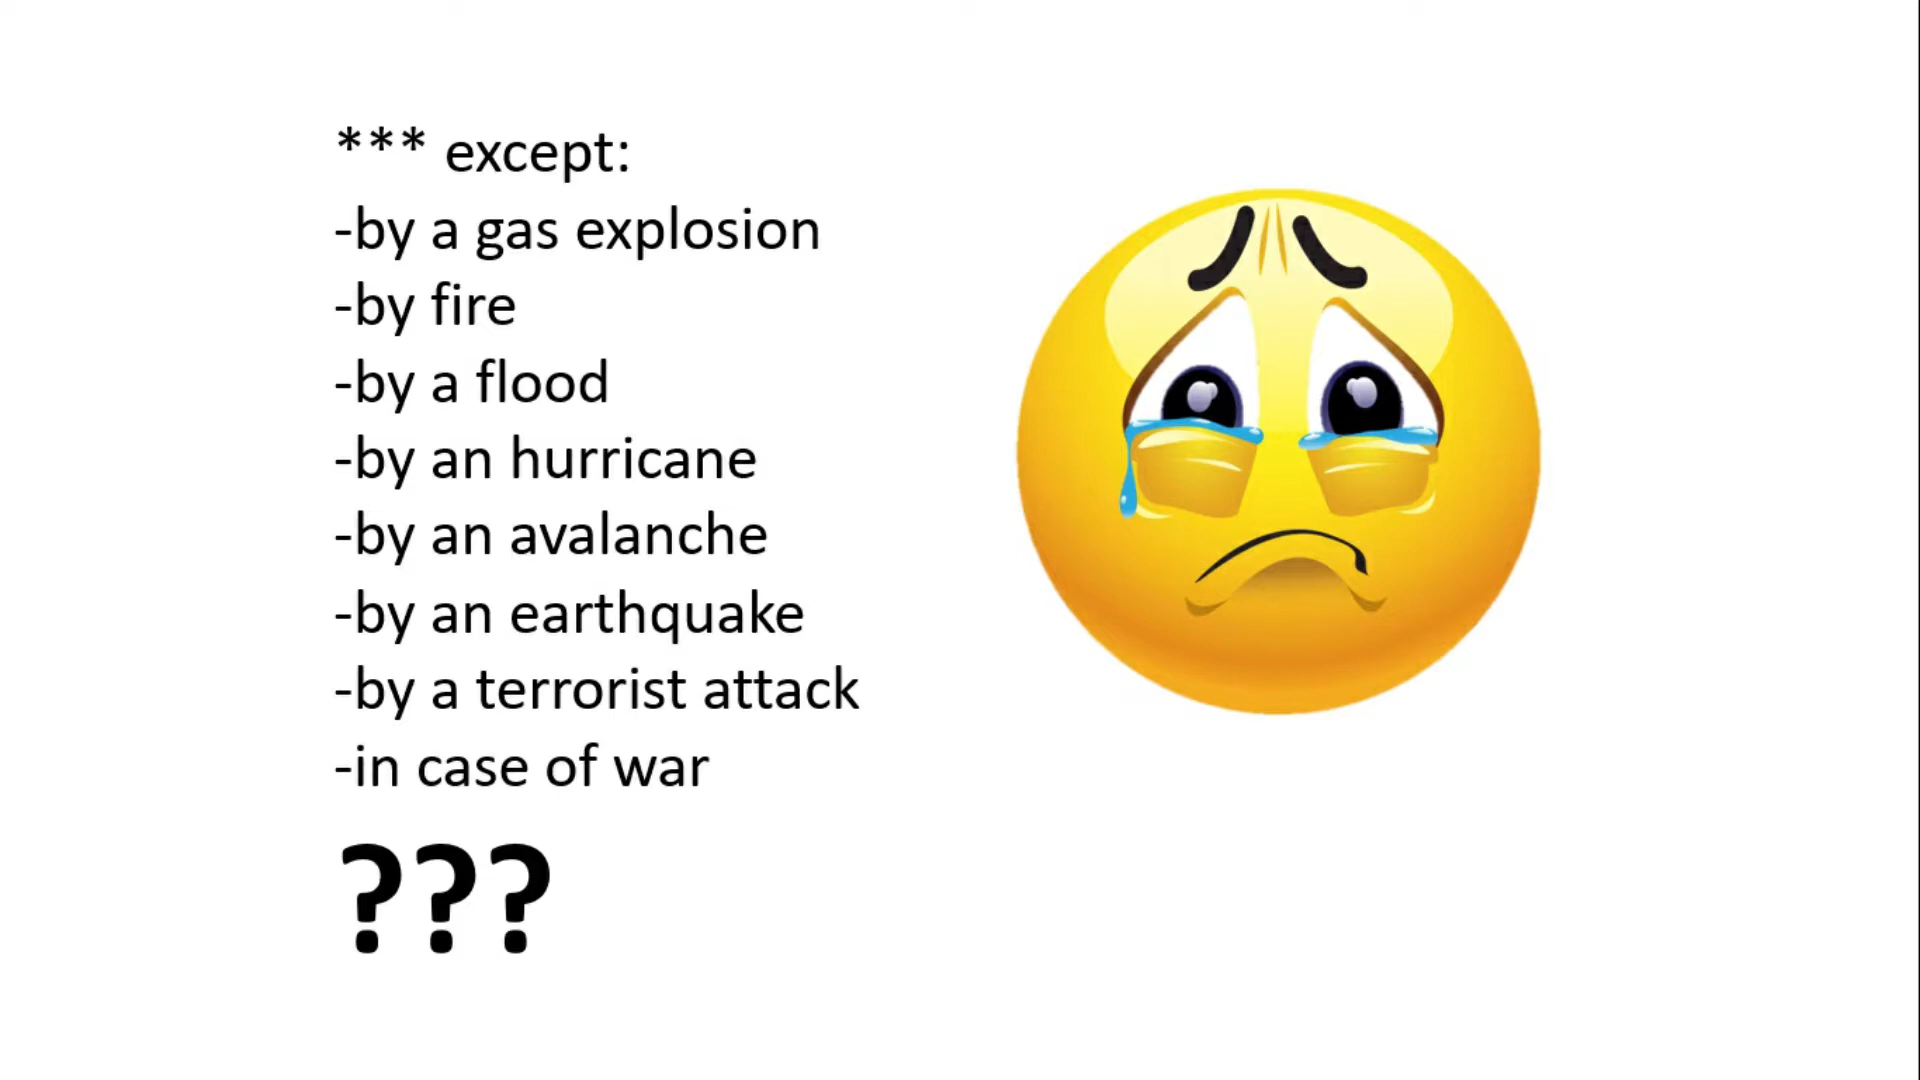 *** except:
-by a gas explosion
-by fire
-by a flood
-by an hurricane
-by an avalanche
-by an earthquake
-by a terrorist attack
-in case of war
???